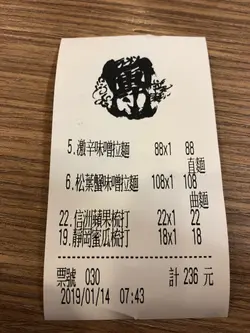 5.激辛味噌拉麵 88x1 88
直麵
6.松葉蟹味噌拉麵 108x1 108
曲麵
22.信洲蘋果梳打 22x1 22
19.靜岡蜜瓜梳打 18x1 18
票號 030 計 236 元
2019/01/14 07:43